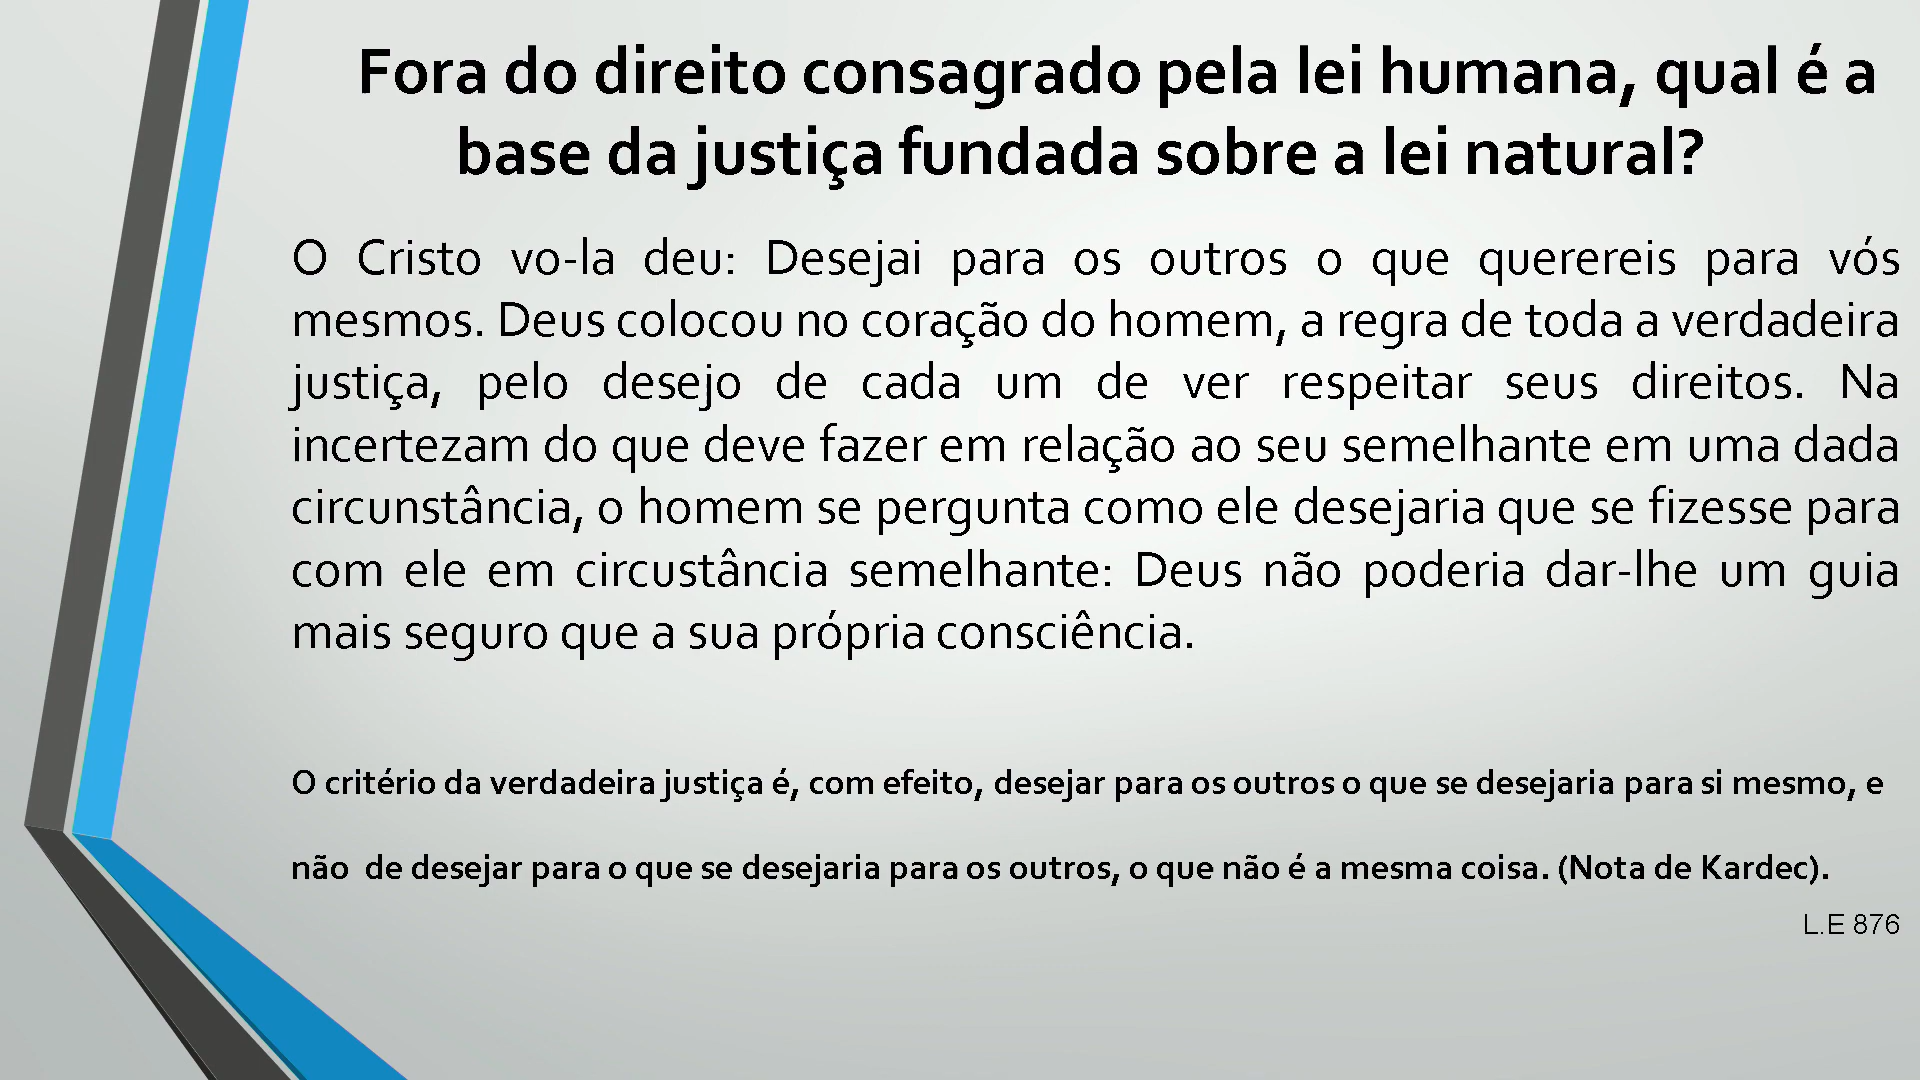 Fora do direito consagrado pela lei humana, qual é a
base da justiça fundada sobre a lei natural?
O Cristo vo-la deu: Desejai para os outros o que querereis para vós
mesmos. Deus colocou no coração do homem, a regra de toda a verdadeira
justiça, pelo desejo de cada um de ver respeitar seus direitos. Na
incertezam do que deve fazer em relação ao seu semelhante em uma dada
circunstância, o homem se pergunta como ele desejaria que se fizesse para
com ele em circustância semelhante: Deus não poderia dar-lhe um guia
mais seguro que a sua própria consciência.
O critério da verdadeira justiça é, com efeito, desejar para os outros o que se desejaria para si mesmo, e
não de desejar para o que se desejaria para os outros, o que não é a mesma coisa. (Nota de Kardec).
L.E 876